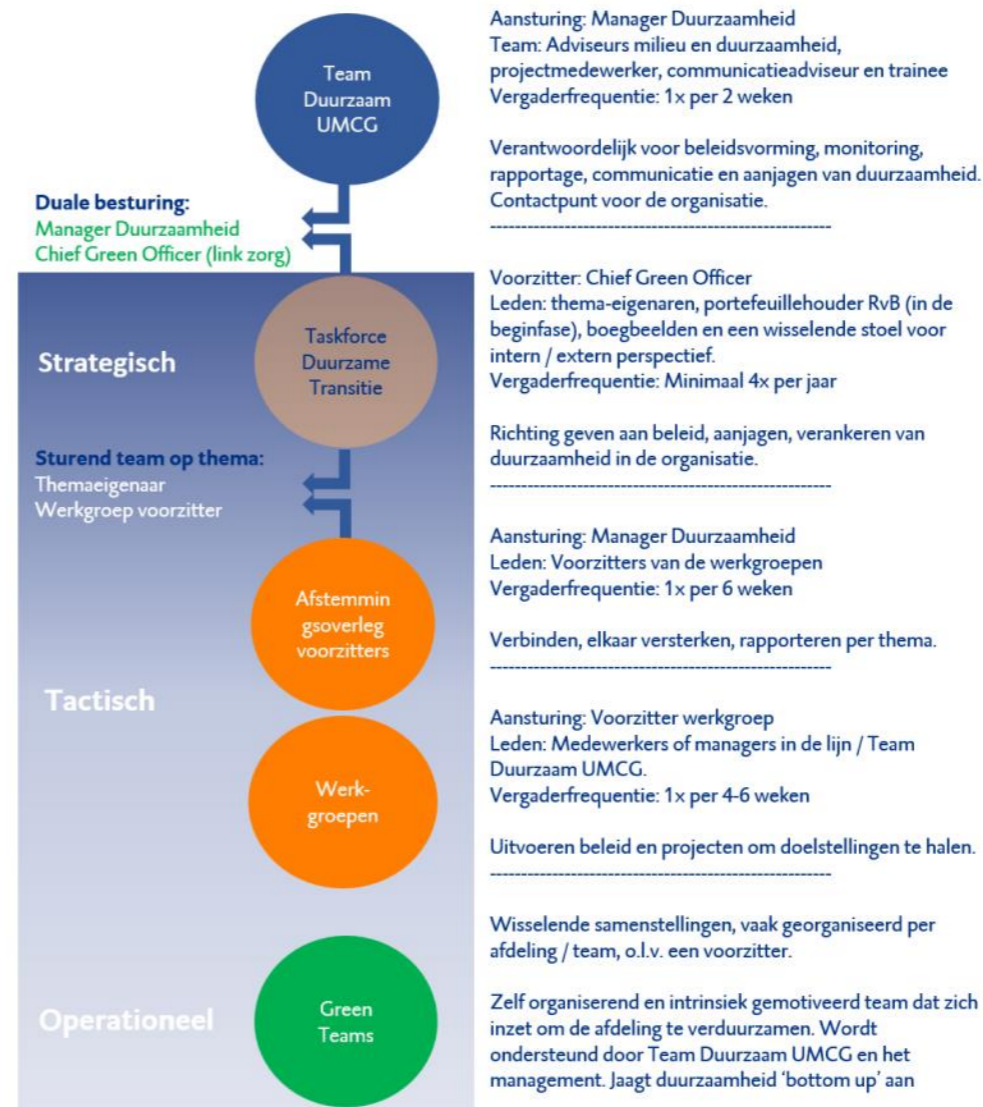 Team
Duurzaam
UMCG
Aansturing: Manager Duurzaamheid
Team: Adviseurs milieu en duurzaamheid,
projectmedewerker, communicatieadviseur en trainee
Vergaderfrequentie: 1x per 2 weken
Verantwoordelijk voor beleidsvorming, monitoring,
rapportage, communicatie en aanjagen van duurzaamheid.
Contactpunt voor de organisatie.
-------------------------------------------------------
Duale besturing:
Manager Duurzaamheid
Chief Green Officer (link zorg)
Strategisch
Taskforce
Duurzame
Transitie
Voorzitter: Chief Green Officer
Leden: thema-eigenaren, portefeuillehouder RvB (in de
beginfase), boegbeelden en een wisselende stoel voor
intern / extern perspectief.
Vergaderfrequentie: Minimaal 4x per jaar
Richting geven aan beleid, aanjagen, verankeren van
duurzaamheid in de organisatie.
-------------------------------------------------------
Sturend team op thema:
Themaeigenaar
Werkgroep voorzitter
Afstemmin
gsoverleg
voorzitters
Aansturing: Manager Duurzaamheid
Leden: Voorzitters van de werkgroepen
Vergaderfrequentie: 1x per 6 weken
Verbinden, elkaar versterken, rapporteren per thema.
-------------------------------------------------------
Tactisch
Werk-
groepen
Aansturing: Voorzitter werkgroep
Leden: Medewerkers of managers in de lijn / Team
Duurzaam UMCG.
Vergaderfrequentie: 1x per 4-6 weken
Uitvoeren beleid en projecten om doelstellingen te halen.
-------------------------------------------------------
Operationeel
Green
Teams
Wisselende samenstellingen, vaak georganiseerd per
afdeling / team, o.l.v. een voorzitter.
Zelf organiserend en intrinsiek gemotiveerd team dat zich
inzet om de afdeling te verduurzamen. Wordt
ondersteund door Team Duurzaam UMCG en het
management. Jaagt duurzaamheid ‘bottom up’ aan